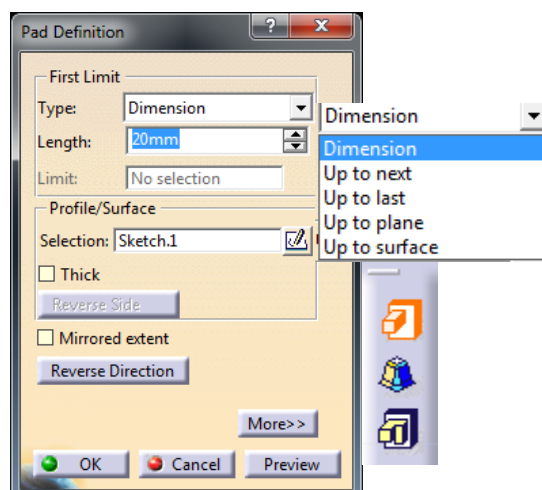 Pad Definition
?
X
First Limit
Type:
Dimension
Length:
20mm
Limit:
No selection
Profile/Surface
Selection:
Sketch.1
Thick
Reverse Side
Mirrored extent
Reverse Direction
More>>
OK
Cancel
Preview
Dimension
Dimension
Up to next
Up to last
Up to plane
Up to surface